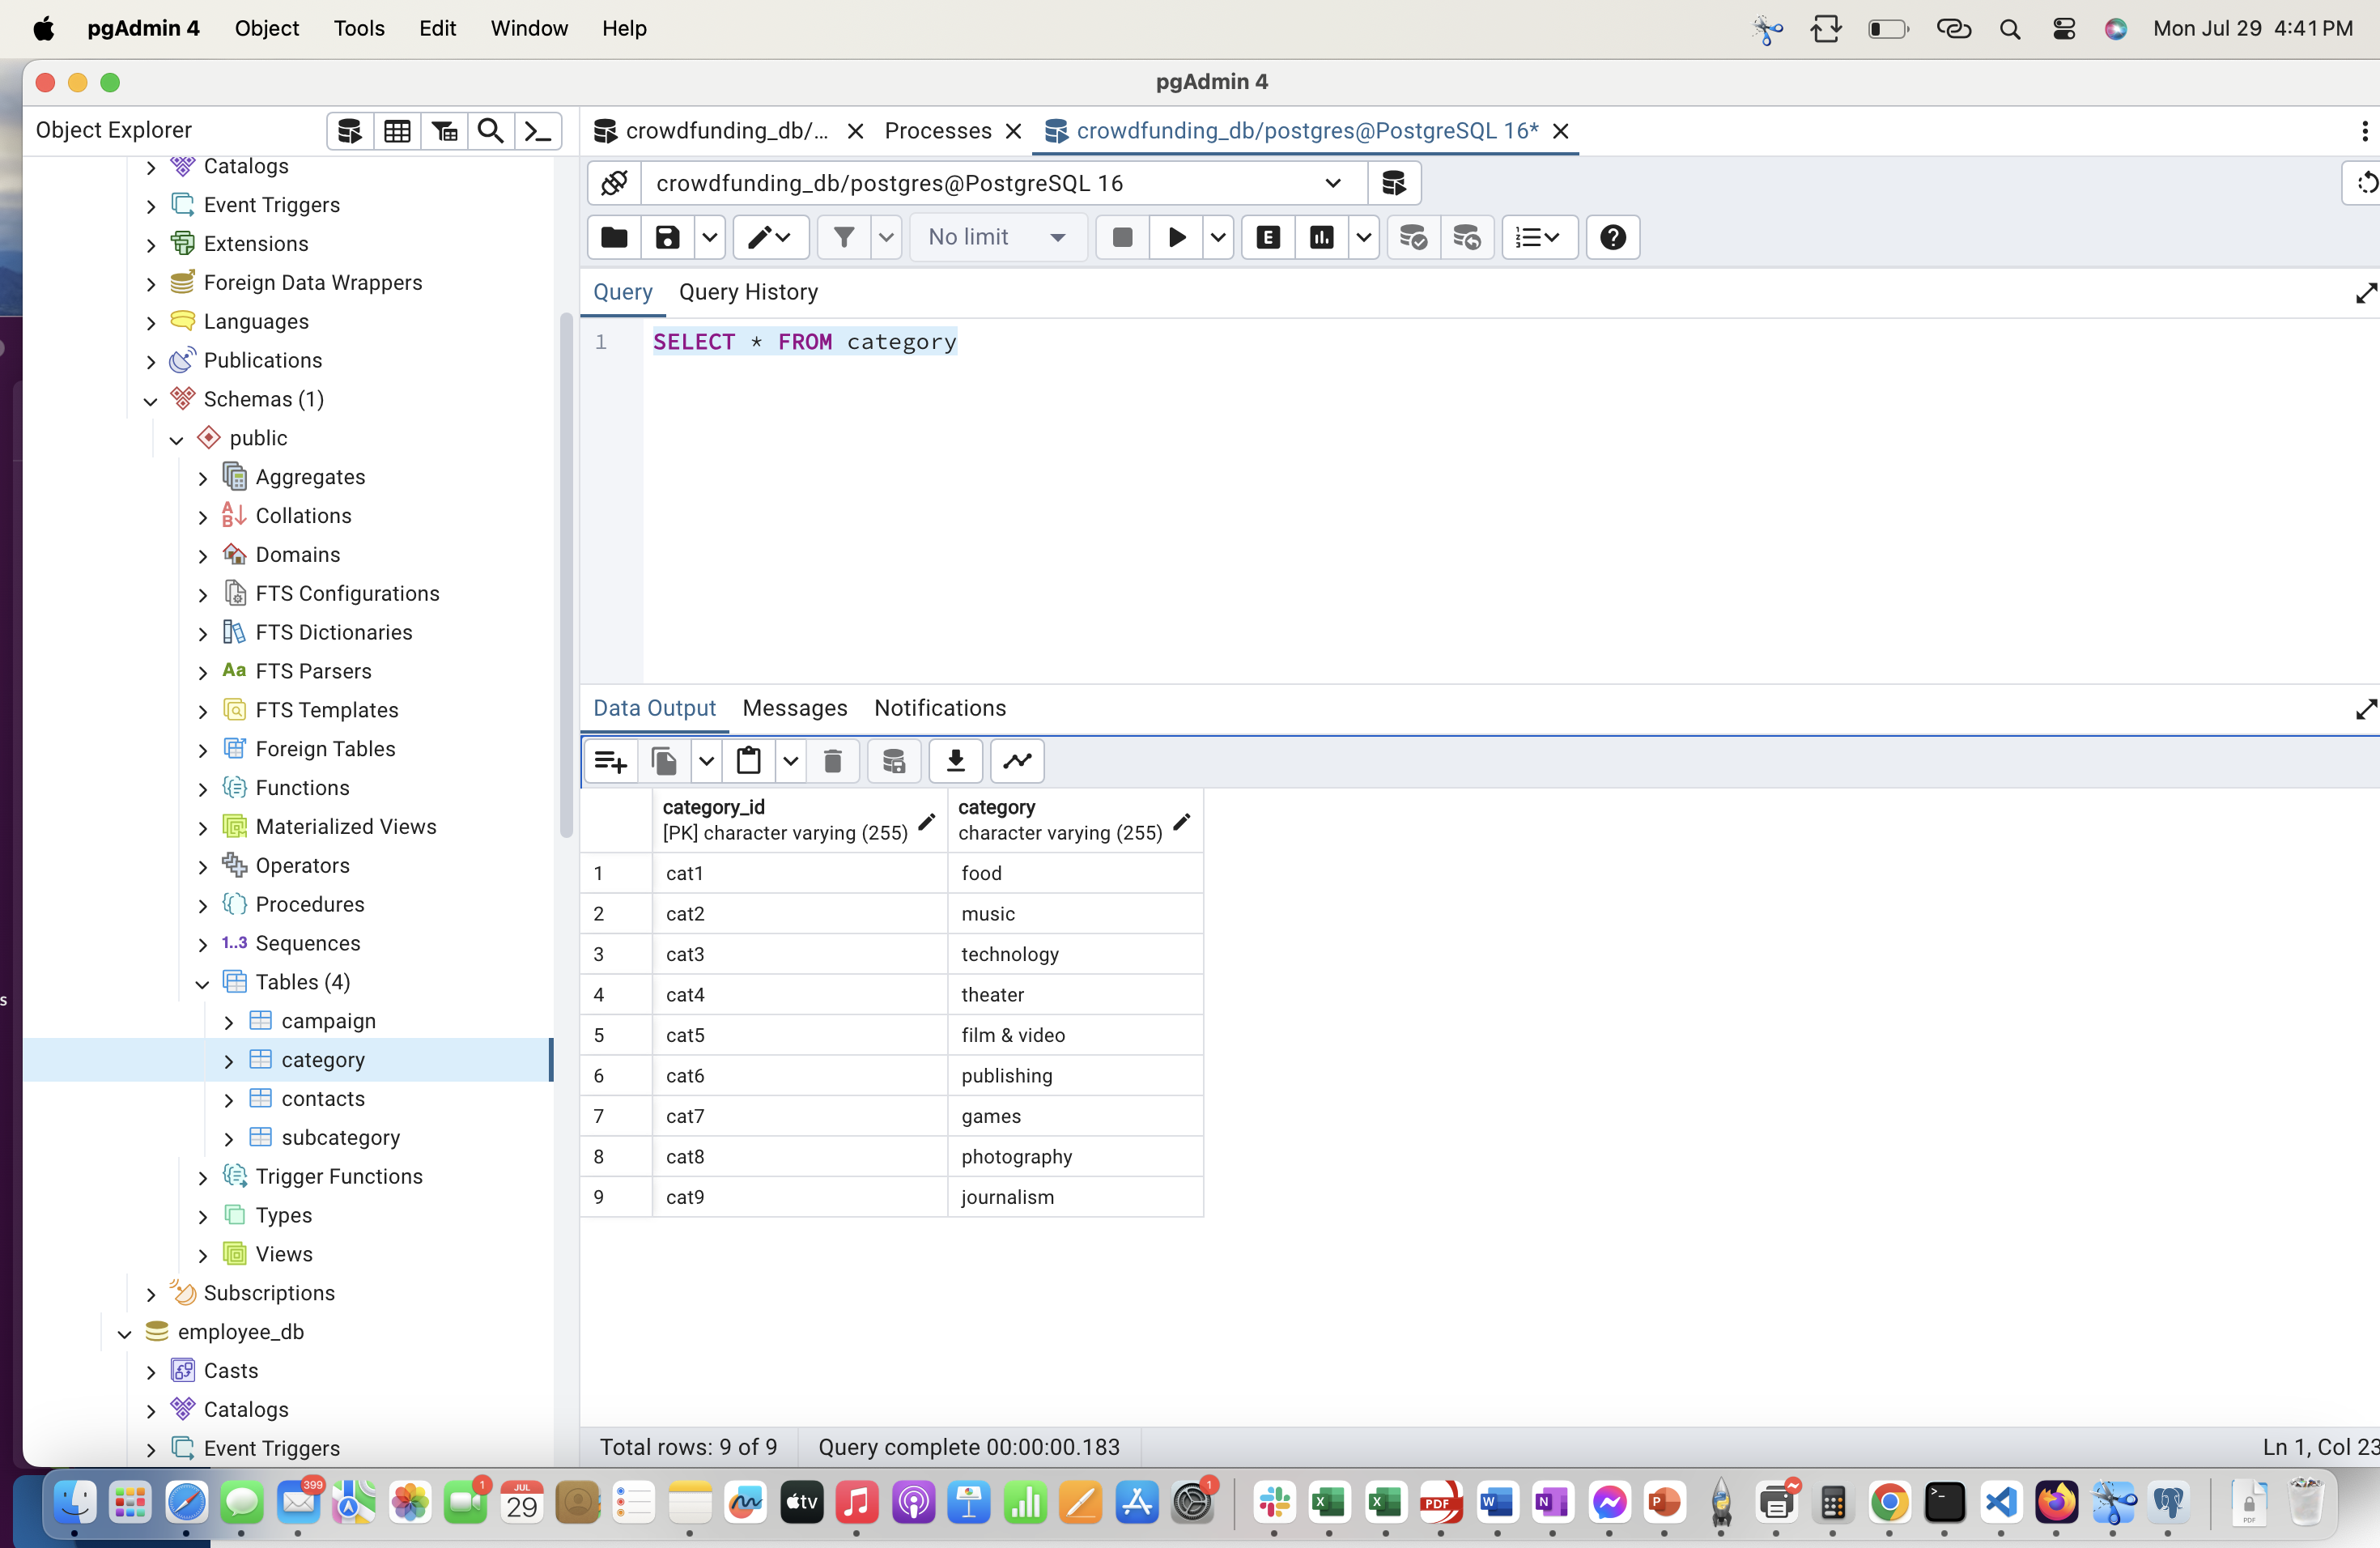 pgAdmin 4 Object Tools Edit Window Help Mon Jul 29 4:41 PM
pgAdmin 4
Object Explorer
crowdfunding_db/... Processes crowdfunding_db/postgres@PostgreSQL 16*
Catalogs
Event Triggers
Extensions
Foreign Data Wrappers
Languages
Publications
Schemas (1)
public
Aggregates
Collations
Domains
FTS Configurations
FTS Dictionaries
Aa FTS Parsers
FTS Templates
Foreign Tables
Functions
Materialized Views
Operators
Procedures
1..3 Sequences
Tables (4)
campaign
category
contacts
subcategory
Trigger Functions
Types
Views
Subscriptions
employee_db
Casts
Catalogs
Event Triggers
crowdfunding_db/postgres@PostgreSQL 16
No limit E
Query Query History
1 SELECT * FROM category
Data Output Messages Notifications
category_id category
[PK] character varying (255) character varying (255)
1 cat1 food
2 cat2 music
3 cat3 technology
4 cat4 theater
5 cat5 film & video
6 cat6 publishing
7 cat7 games
8 cat8 photography
9 cat9 journalism
Total rows: 9 of 9 Query complete 00:00:00.183 Ln 1, Col 23
s
399 1 JUL 29 tv 1 X X PDF W N P 1 >_ PDF